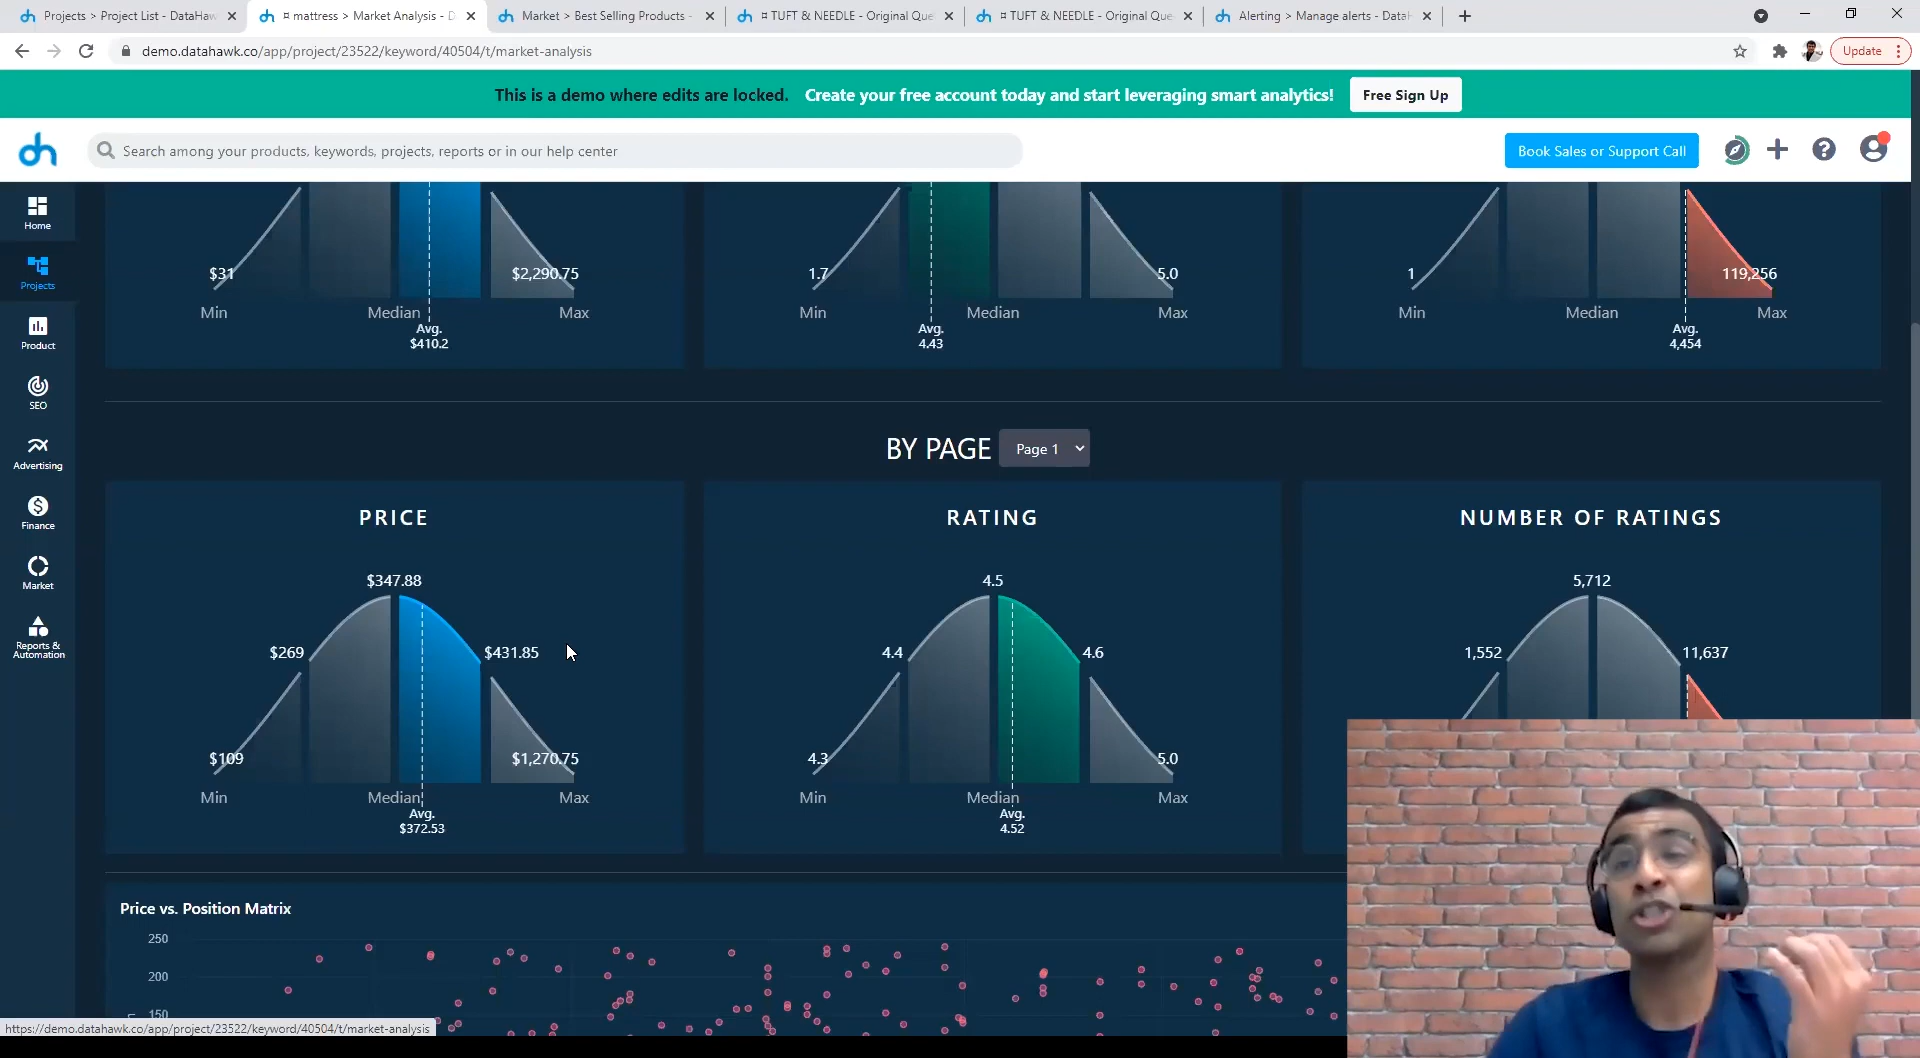 Projects > Project List - DataHaw
¤ mattress > Market Analysis - D
Market > Best Selling Products -
¤ TUFT & NEEDLE - Original Que
¤ TUFT & NEEDLE - Original Que
Alerting > Manage alerts - DataH
demo.datahawk.co/app/project/23522/keyword/40504/t/market-analysis
Update
This is a demo where edits are locked. Create your free account today and start leveraging smart analytics!
Free Sign Up
dh
Search among your products, keywords, projects, reports or in our help center
Book Sales or Support Call
Home
Projects
Product
SEO
Advertising
Finance
Market
Reports &
Automation
$31
$2,290.75
Min
Median
Max
Avg.
$410.2
1.7
5.0
Min
Median
Max
Avg.
4.43
1
119,256
Min
Median
Max
Avg.
4,454
BY PAGE
Page 1
PRICE
$347.88
$269
$431.85
$109
$1,270.75
Min
Median
Max
Avg.
$372.53
RATING
4.5
4.4
4.6
4.3
5.0
Min
Median
Max
Avg.
4.52
NUMBER OF RATINGS
5,712
1,552
11,637
Price vs. Position Matrix
250
200
150
https://demo.datahawk.co/app/project/23522/keyword/40504/t/market-analysis